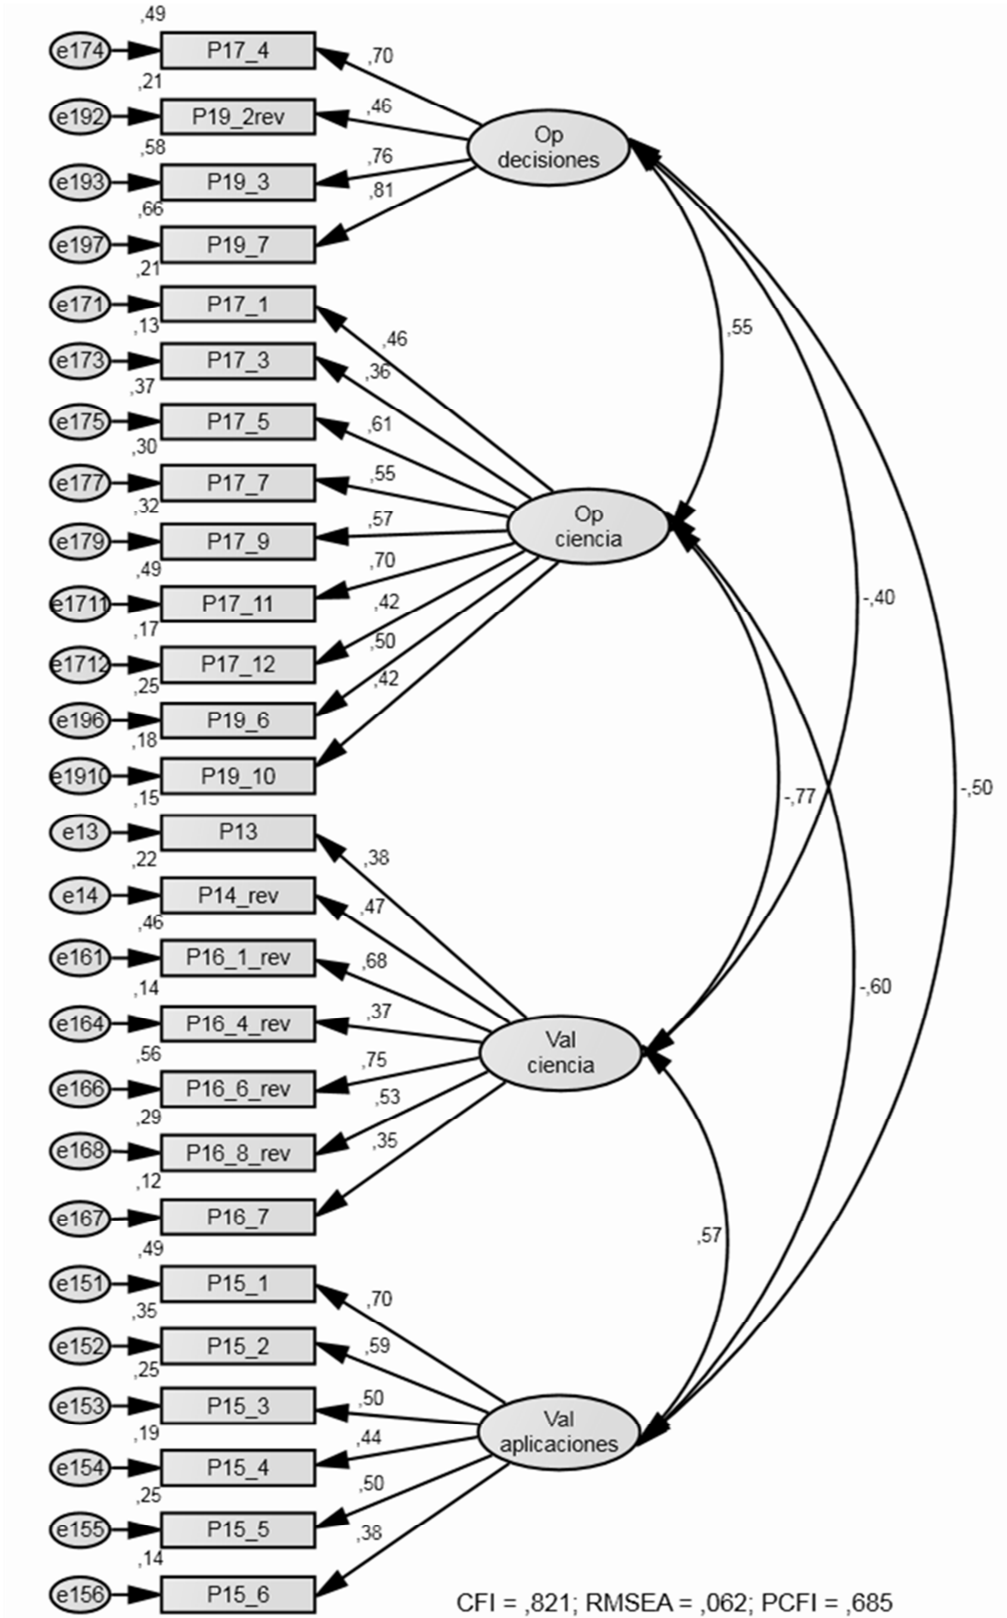 ,49
e174 P17_4 ,70
,21
e192 P19_2rev ,46
Op
decisiones
,58
e193 P19_3 ,76
,66
e197 P19_7 ,81
,21
e171 P17_1 ,46
,55
,13
e173 P17_3 ,36
,37
e175 P17_5 ,61
,30
e177 P17_7 ,55
,32
e179 P17_9 ,57
Op
ciencia
,49
e1711 P17_11 ,70
-,40
,17
e1712 P17_12 ,42
,25
e196 P19_6 ,50
,18
e1910 P19_10 ,42
-,77
-,50
,15
e13 P13 ,38
,22
e14 P14_rev ,47
,46
e161 P16_1_rev ,68
-,60
,14
e164 P16_4_rev ,37
Val
ciencia
,56
e166 P16_6_rev ,75
,29
e168 P16_8_rev ,53
,12
e167 P16_7 ,35
,57
,49
e151 P15_1 ,70
,35
e152 P15_2 ,59
,25
e153 P15_3 ,50
Val
aplicaciones
,19
e154 P15_4 ,44
,25
e155 P15_5 ,50
,14
e156 P15_6 ,38
CFI = ,821; RMSEA = ,062; PCFI = ,685